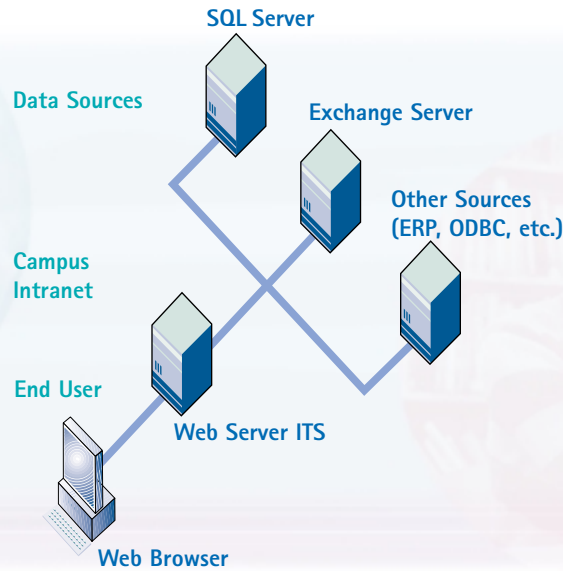 SQL Server
Data Sources
Exchange Server
Other Sources
(ERP, ODBC, etc.)
Campus
Intranet
End User
Web Server ITS
Web Browser